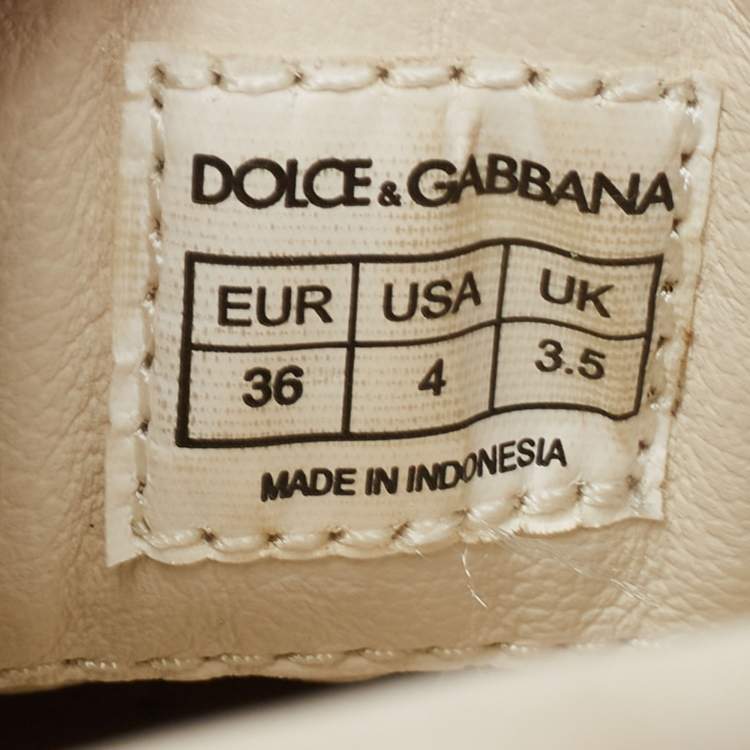 DOLCE & GABBANA
EUR USA UK
36 4 3.5
MADE IN INDONESIA